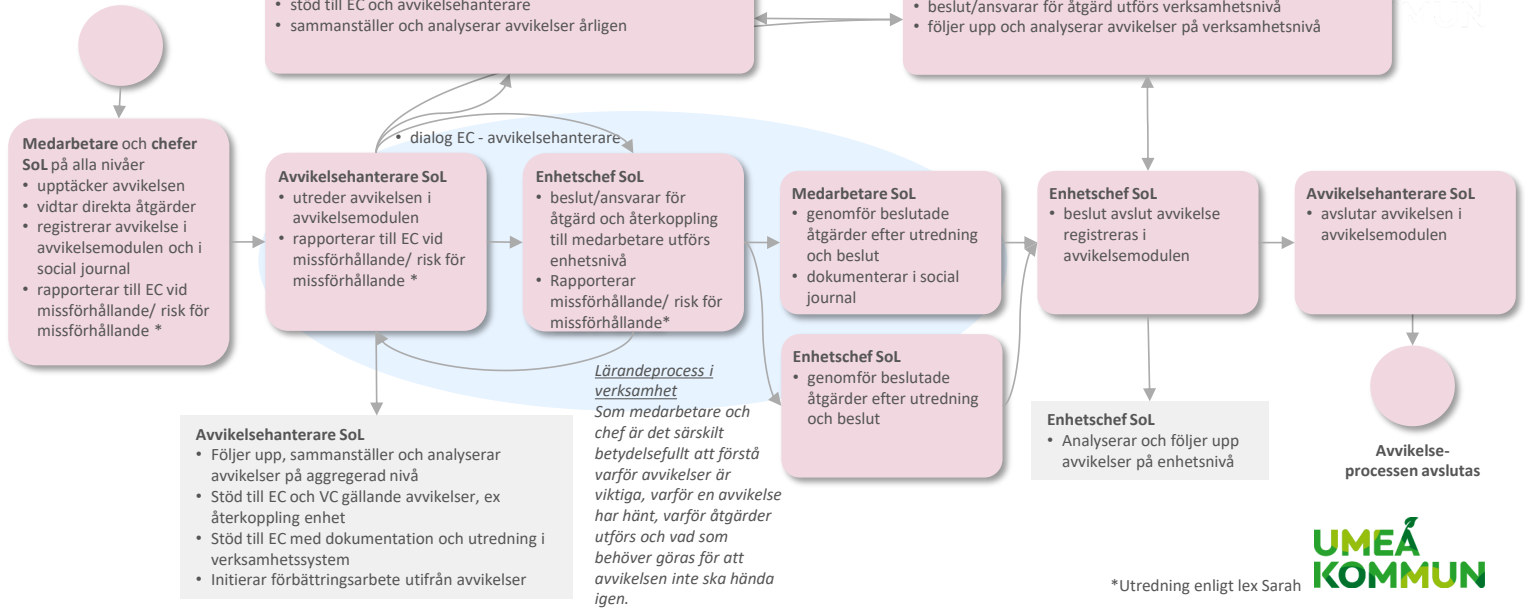 • stöd till EC och avvikelsehanterare
• sammanställer och analyserar avvikelser årligen
• beslut/ansvarar för åtgärd utförs verksamhetsnivå
• följer upp och analyserar avvikelser på verksamhetsnivå
Medarbetare och chefer
SoL på alla nivåer
• upptäcker avvikelsen
• vidtar direkta åtgärder
• registrerar avvikelse i
avvikelsemodulen och i
social journal
• rapporterar till EC vid
missförhållande/ risk för
missförhållande *
• dialog EC - avvikelsehanterare
Avvikelsehanterare SoL
• utreder avvikelsen i
avvikelsemodulen
• rapporterar till EC vid
missförhållande/ risk för
missförhållande *
Enhetschef SoL
• beslut/ansvarar för
åtgärd och återkoppling
till medarbetare utförs
enhetsnivå
• Rapporterar
missförhållande/ risk för
missförhållande*
Medarbetare SoL
• genomför beslutade
åtgärder efter utredning
och beslut
• dokumenterar i social
journal
Enhetschef SoL
• genomför beslutade
åtgärder efter utredning
och beslut
Enhetschef SoL
• beslut avslut avvikelse
registreras i
avvikelsemodulen
Avvikelsehanterare SoL
• avslutar avvikelsen i
avvikelsemodulen
Avvikelsehanterare SoL
• Följer upp, sammanställer och analyserar
avvikelser på aggregerad nivå
• Stöd till EC och VC gällande avvikelser, ex
återkoppling enhet
• Stöd till EC med dokumentation och utredning i
verksamhetssystem
• Initierar förbättringsarbete utifrån avvikelser
Lärandeprocess i
verksamhet
Som medarbetare och
chef är det särskilt
betydelsefullt att förstå
varför avvikelser är
viktiga, varför en avvikelse
har hänt, varför åtgärder
utförs och vad som
behöver göras för att
avvikelsen inte ska hända
igen.
Enhetschef SoL
• Analyserar och följer upp
avvikelser på enhetsnivå
Avvikelse-
processen avslutas
*Utredning enligt lex Sarah
UMEÅ
KOMMUN